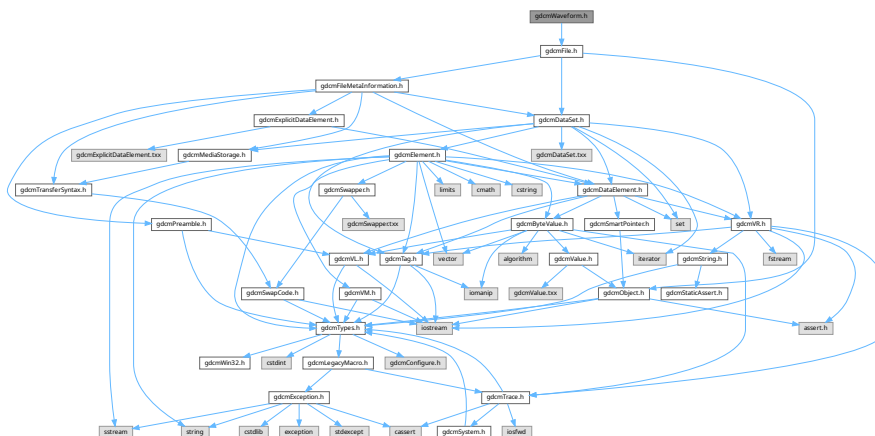 gdcmWaveform.h
gdcmFile.h
gdcmFileMetaInformation.h
gdcmExplicitDataElement.h
gdcmDataSet.h
gdcmExplicitDataElement.txx
gdcmMediaStorage.h
gdcmElement.h
gdcmDataSet.txx
gdcmTransferSyntax.h
gdcmSwapper.h
limits
cmath
cstring
gdcmDataElement.h
gdcmPreamble.h
gdcmSwapper.txx
gdcmByteValue.h
gdcmSmartPointer.h
set
gdcmVR.h
gdcmVL.h
gdcmTag.h
vector
algorithm
gdcmValue.h
iterator
gdcmString.h
fstream
gdcmSwapCode.h
gdcmVM.h
iomanip
gdcmValue.txx
gdcmObject.h
gdcmStaticAssert.h
gdcmTypes.h
iostream
assert.h
gdcmWin32.h
cstdint
gdcmLegacyMacro.h
gdcmConfigure.h
gdcmException.h
gdcmTrace.h
sstream
string
cstdlib
exception
stdexcept
cassert
gdcmSystem.h
iosfwd